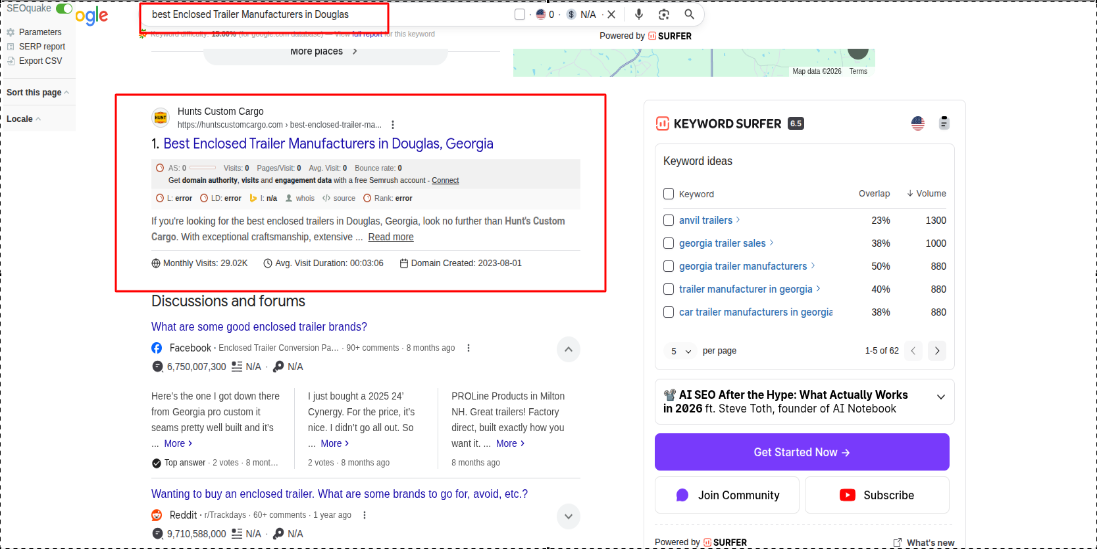 SEOquake
ogle
best Enclosed Trailer Manufacturers in Douglas
0 · $ N/A ·
Parameters
SERP report
Export CSV
Sort this page
Locale
Keyword difficulty: 15.00% (for google.com database) — View full report for this keyword
More places
Powered by SURFER
Map data ©2026 Terms
HUNT
Hunts Custom Cargo
https://huntscustomcargo.com › best-enclosed-trailer-ma...
1. Best Enclosed Trailer Manufacturers in Douglas, Georgia
AS: 0 Visits: 0 Pages/Visit: 0 Avg. Visit: 0 Bounce rate: 0
Get domain authority, visits and engagement data with a free Semrush account - Connect
L: error LD: error I: n/a whois source Rank: error
If you're looking for the best enclosed trailers in Douglas, Georgia, look no further than Hunt's Custom
Cargo. With exceptional craftsmanship, extensive ... Read more
Monthly Visits: 29.02K Avg. Visit Duration: 00:03:06 Domain Created: 2023-08-01
Discussions and forums
What are some good enclosed trailer brands?
Facebook · Enclosed Trailer Conversion Pa... · 90+ comments · 8 months ago
6,750,007,300 N/A · N/A
Here's the one I got down there
from Georgia pro custom it
seams pretty well built and it's
... More ›
Top answer · 2 votes · 8 mont...
I just bought a 2025 24'
Cynergy. For the price, it's
nice. I didn't go all out. So
... More ›
2 votes · 8 months ago
PROLine Products in Milton
NH. Great trailers! Factory
direct, built exactly how you
want it. ... More ›
8 months ago
Wanting to buy an enclosed trailer. What are some brands to go for, avoid, etc.?
Reddit · r/Trackdays · 60+ comments · 1 year ago
9,710,588,000 N/A · N/A
KEYWORD SURFER 6.5
Keyword ideas
Keyword Overlap Volume
anvil trailers 23% 1300
georgia trailer sales 38% 1000
georgia trailer manufacturers 50% 880
trailer manufacturer in georgia 40% 880
car trailer manufacturers in georgia 38% 880
5 per page 1-5 of 62
AI SEO After the Hype: What Actually Works
in 2026 ft. Steve Toth, founder of AI Notebook
Get Started Now →
Join Community
Subscribe
Powered by SURFER What's new